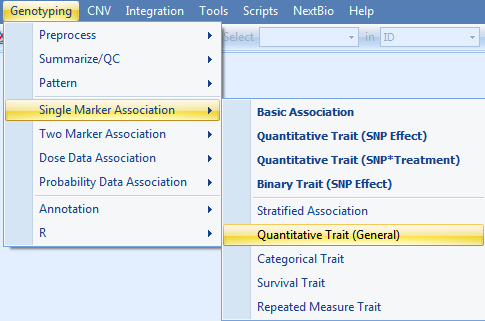 Genotyping CNV Integration Tools Scripts NextBio Help
Select in ID
Preprocess
Summarize/QC
Pattern
Single Marker Association
Two Marker Association
Dose Data Association
Probability Data Association
Annotation
R
Basic Association
Quantitative Trait (SNP Effect)
Quantitative Trait (SNP*Treatment)
Binary Trait (SNP Effect)
Stratified Association
Quantitative Trait (General)
Categorical Trait
Survival Trait
Repeated Measure Trait